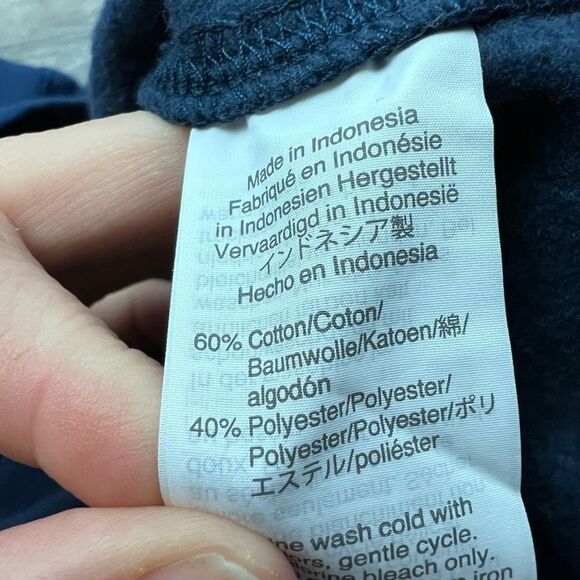 Made in Indonesia
Fabriqué en Indonésie
in Indonesien Hergestellt
Vervaardigd in Indonesië
インドネシア製
Hecho en Indonesia
60% Cotton/Coton/
Baumwolle/Katoen/綿/
algodón
40% Polyester/Polyester/
Polyester/Polyester/ポリ
エステル/poliéster
wash cold with
gentle cycle.
bleach only.
iron